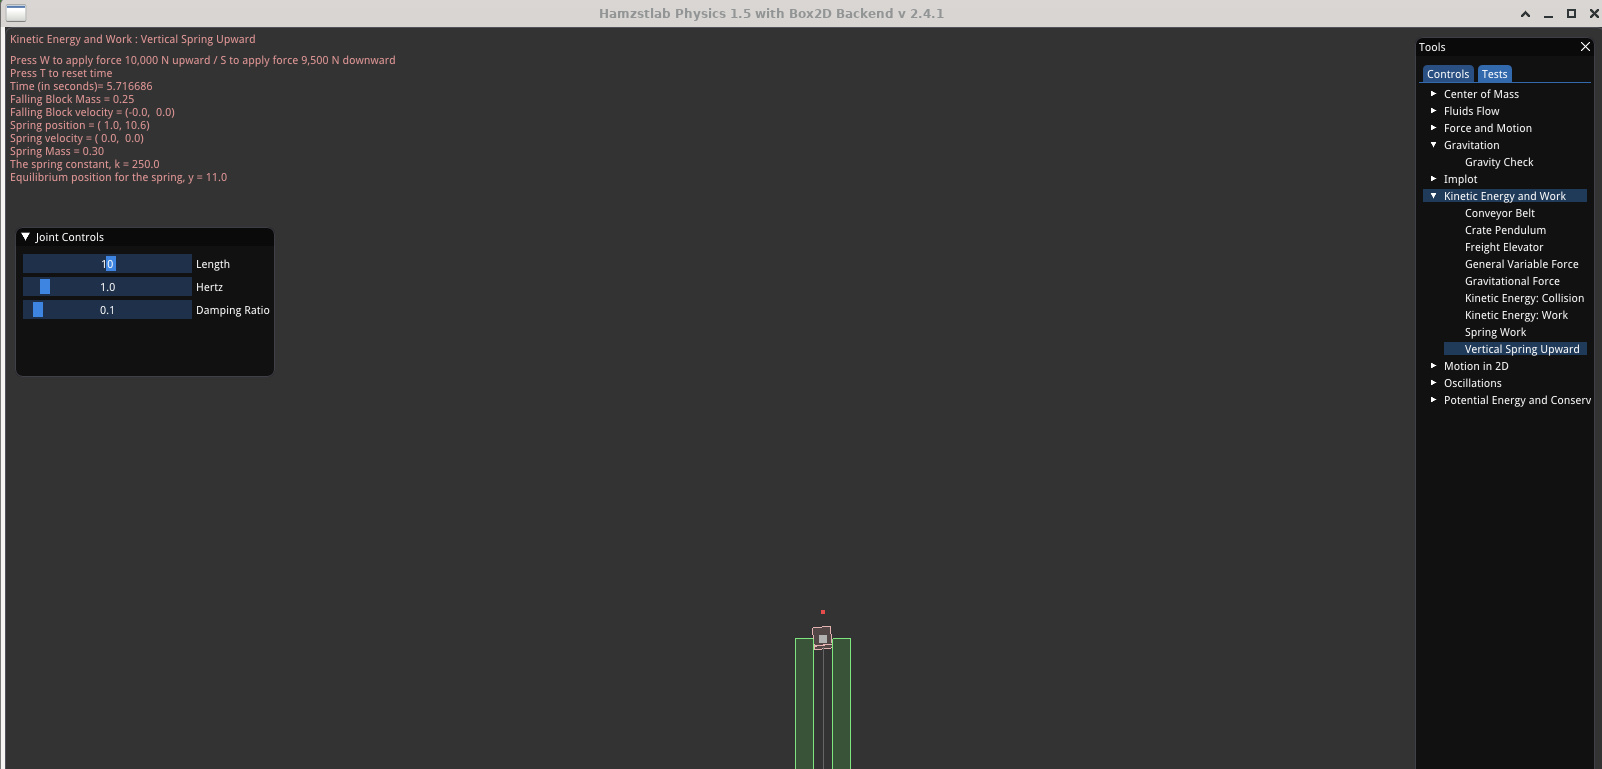 Hamzstlab Physics 1.5 with Box2D Backend v 2.4.1
Kinetic Energy and Work : Vertical Spring Upward
Press W to apply force 10,000 N upward / S to apply force 9,500 N downward
Press T to reset time
Time (in seconds)= 5.716686
Falling Block Mass = 0.25
Falling Block velocity = (-0.0,  0.0)
Spring position = ( 1.0, 10.6)
Spring velocity = ( 0.0,  0.0)
Spring Mass = 0.30
The spring constant, k = 250.0
Equilibrium position for the spring, y = 11.0
Joint Controls
10 Length
1.0 Hertz
0.1 Damping Ratio
Tools
Controls Tests
Center of Mass
Fluids Flow
Force and Motion
Gravitation
Gravity Check
Implot
Kinetic Energy and Work
Conveyor Belt
Crate Pendulum
Freight Elevator
General Variable Force
Gravitational Force
Kinetic Energy: Collision
Kinetic Energy: Work
Spring Work
Vertical Spring Upward
Motion in 2D
Oscillations
Potential Energy and Conserv